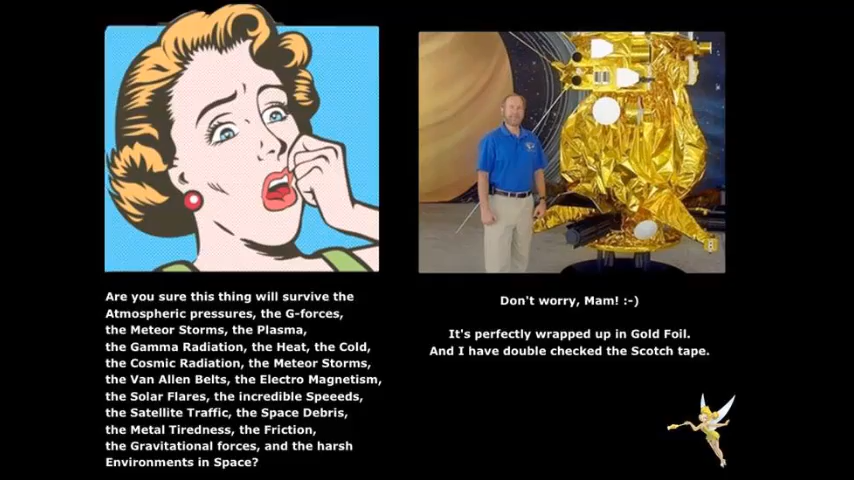 Are you sure this thing will survive the
Atmospheric pressures, the G-forces,
the Meteor Storms, the Plasma,
the Gamma Radiation, the Heat, the Cold,
the Cosmic Radiation, the Meteor Storms,
the Van Allen Belts, the Electro Magnetism,
the Solar Flares, the incredible Speeeds,
the Satellite Traffic, the Space Debris,
the Metal Tiredness, the Friction,
the Gravitational forces, and the harsh
Environments in Space?
Don't worry, Mam! :-)
It's perfectly wrapped up in Gold Foil.
And I have double checked the Scotch tape.